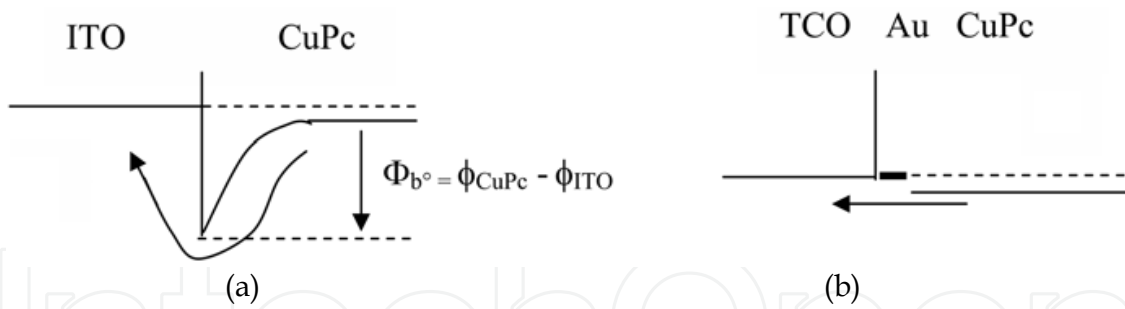 ITO CuPc
Φb° = ϕCuPc - ϕITO
(a)
TCO Au CuPc
(b)